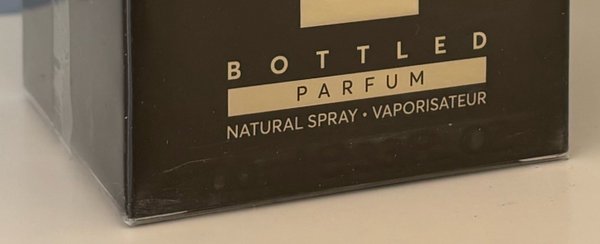 BOTTLED
PARFUM
NATURAL SPRAY • VAPORISATEUR